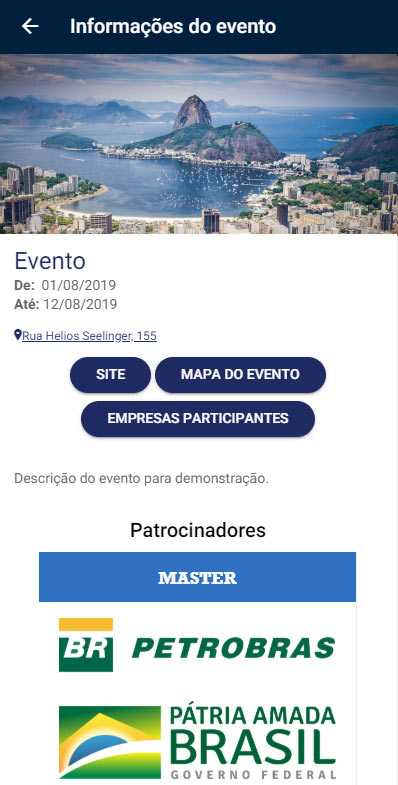 Informações do evento
Evento
De: 01/08/2019
Até: 12/08/2019
Rua Helios Seelinger, 155
SITE
MAPA DO EVENTO
EMPRESAS PARTICIPANTES
Descrição do evento para demonstração.
Patrocinadores
MASTER
BR PETROBRAS
PÁTRIA AMADA
BRASIL
GOVERNO FEDERAL